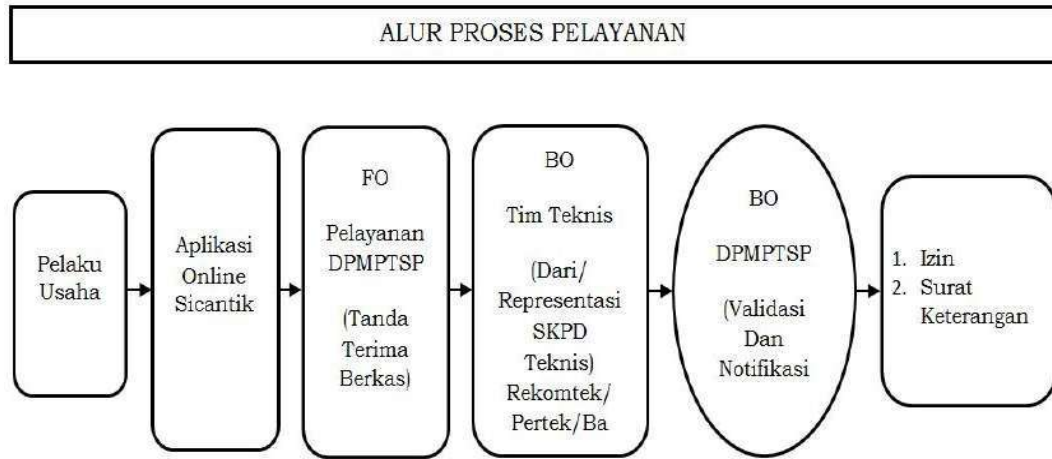 ALUR PROSES PELAYANAN
Pelaku
Usaha
Aplikasi
Online
Sicantik
FO
Pelayanan
DPMPTSP
(Tanda
Terima
Berkas)
BO
Tim Teknis
(Dari/
Representasi
SKPD
Teknis)
Rekomtek/
Pertek/Ba
BO
DPMPTSP
(Validasi
Dan
Notifikasi
1. Izin
2. Surat
Keterangan